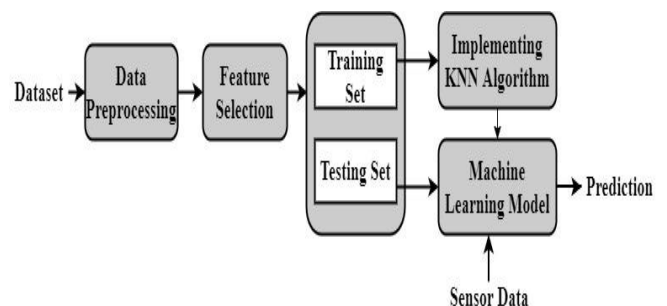 Dataset
Data
Preprocessing
Feature
Selection
Training
Set
Testing Set
Implementing
KNN Algorithm
Machine
Learning Model
Prediction
Sensor Data